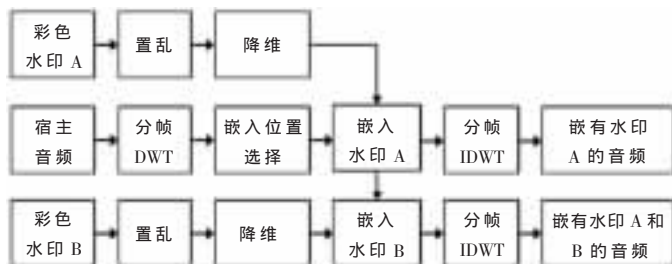 彩色
水印 A
置乱
降维
宿主
音频
分帧
DWT
嵌入位置
选择
嵌入
水印 A
分帧
IDWT
嵌有水印
A 的音频
彩色
水印 B
置乱
降维
嵌入
水印 B
分帧
IDWT
嵌有水印 A 和
B 的音频